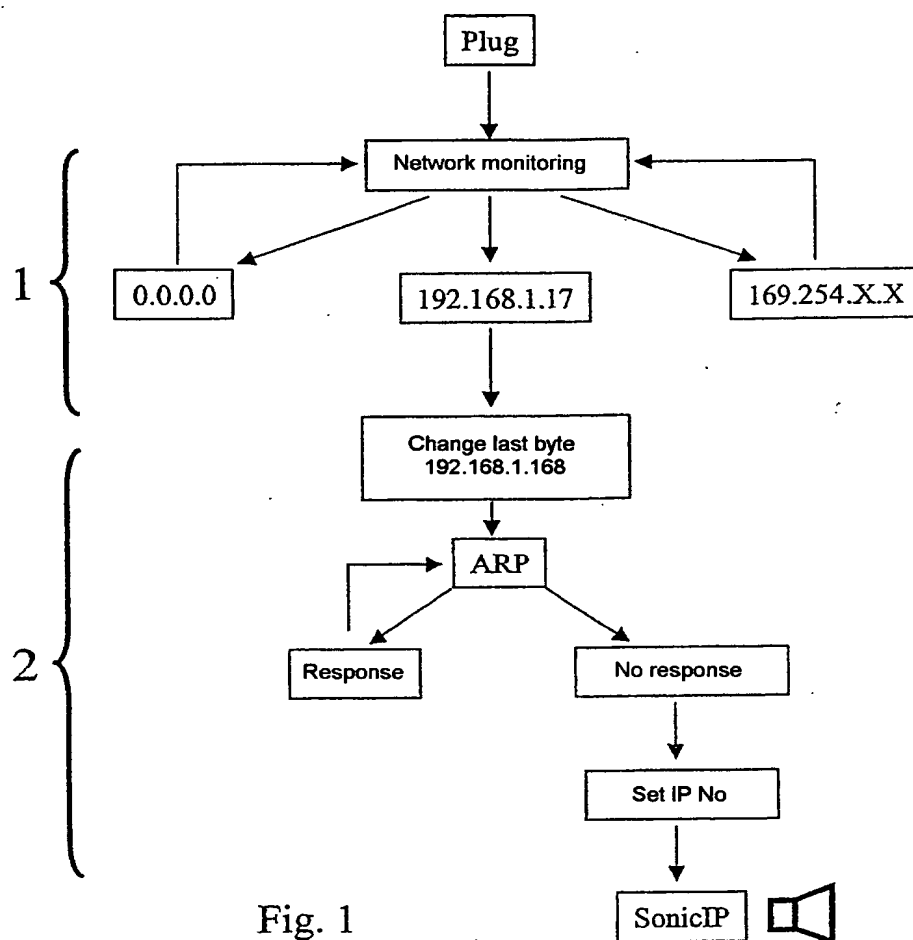 Plug
Network monitoring
1
0.0.0.0
192.168.1.17
169.254.X.X
Change last byte
192.168.1.168
ARP
2
Response
No response
Set IP No
SonicIP
Fig. 1